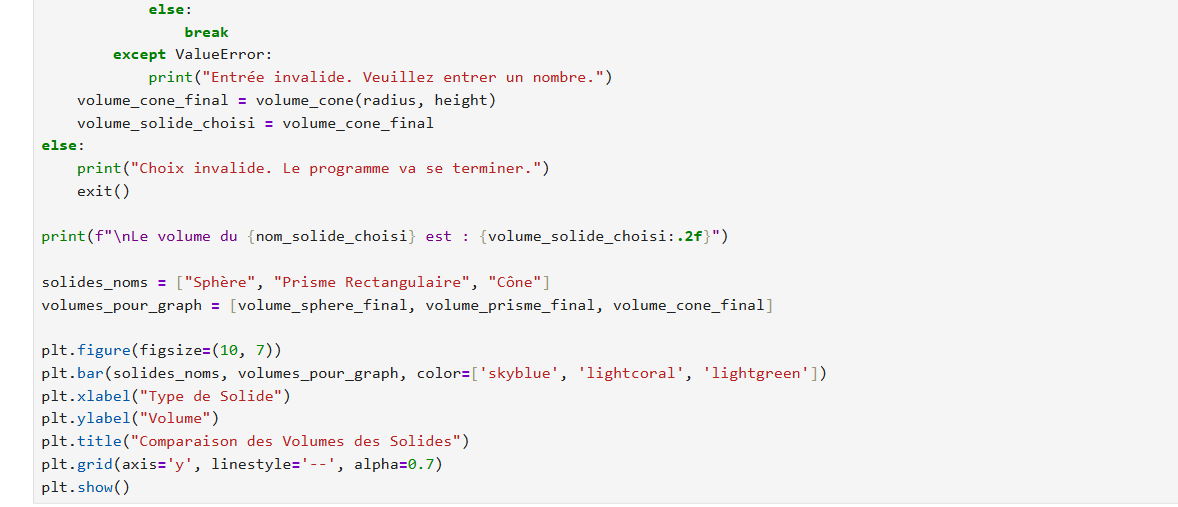 else:
                break
        except ValueError:
            print("Entrée invalide. Veuillez entrer un nombre.")
    volume_cone_final = volume_cone(radius, height)
    volume_solide_choisi = volume_cone_final
else:
    print("Choix invalide. Le programme va se terminer.")
    exit()

print(f"\nLe volume du {nom_solide_choisi} est : {volume_solide_choisi:.2f}")

solides_noms = ["Sphère", "Prisme Rectangulaire", "Cône"]
volumes_pour_graph = [volume_sphere_final, volume_prisme_final, volume_cone_final]

plt.figure(figsize=(10, 7))
plt.bar(solides_noms, volumes_pour_graph, color=['skyblue', 'lightcoral', 'lightgreen'])
plt.xlabel("Type de Solide")
plt.ylabel("Volume")
plt.title("Comparaison des Volumes des Solides")
plt.grid(axis='y', linestyle='--', alpha=0.7)
plt.show()